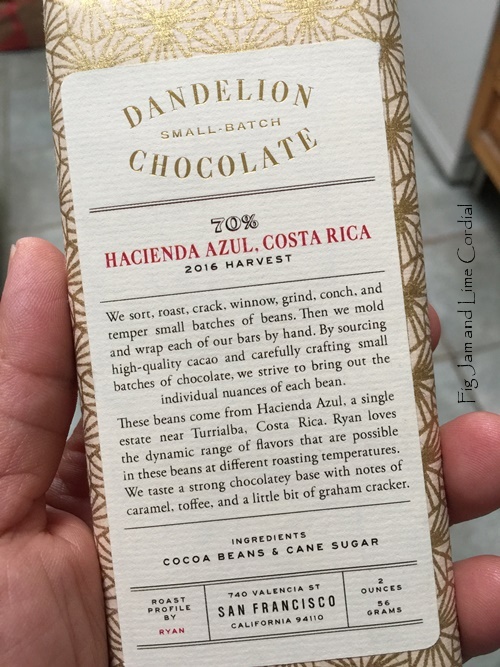 DANDELION
SMALL-BATCH
CHOCOLATE
70%
HACIENDA AZUL, COSTA RICA
2016 HARVEST
We sort, roast, crack, winnow, grind, conch, and
temper small batches of beans. Then we mold
and wrap each of our bars by hand. By sourcing
high-quality cacao and carefully crafting small
batches of chocolate, we strive to bring out the
individual nuances of each bean.
These beans come from Hacienda Azul, a single
estate near Turrialba, Costa Rica. Ryan loves
the dynamic range of flavors that are possible
in these beans at different roasting temperatures.
We taste a strong chocolatey base with notes of
caramel, toffee, and a little bit of graham cracker.
INGREDIENTS
COCOA BEANS & CANE SUGAR
ROAST
PROFILE
BY
RYAN
740 VALENCIA ST
SAN FRANCISCO
CALIFORNIA 94110
2
OUNCES
56
GRAMS
Fig Jam and Lime Cordial